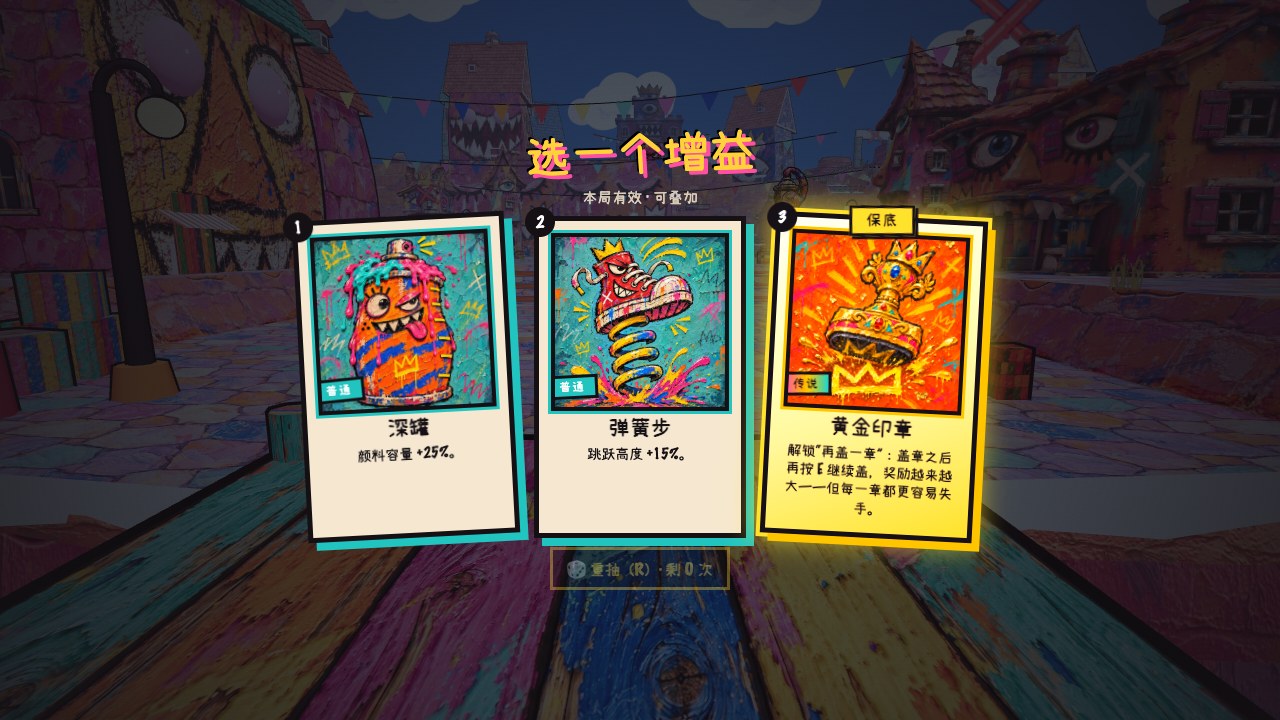 选一个增益
本局有效·可叠加
1
普通
深罐
颜料容量 +25%。
2
普通
弹簧步
跳跃高度 +15%。
3
保底
传说
黄金印章
解锁“再盖一章”：盖章之后
再按 E 继续盖，奖励越来越
大——但每一章都更容易失
手。
重抽（R）·剩 0 次